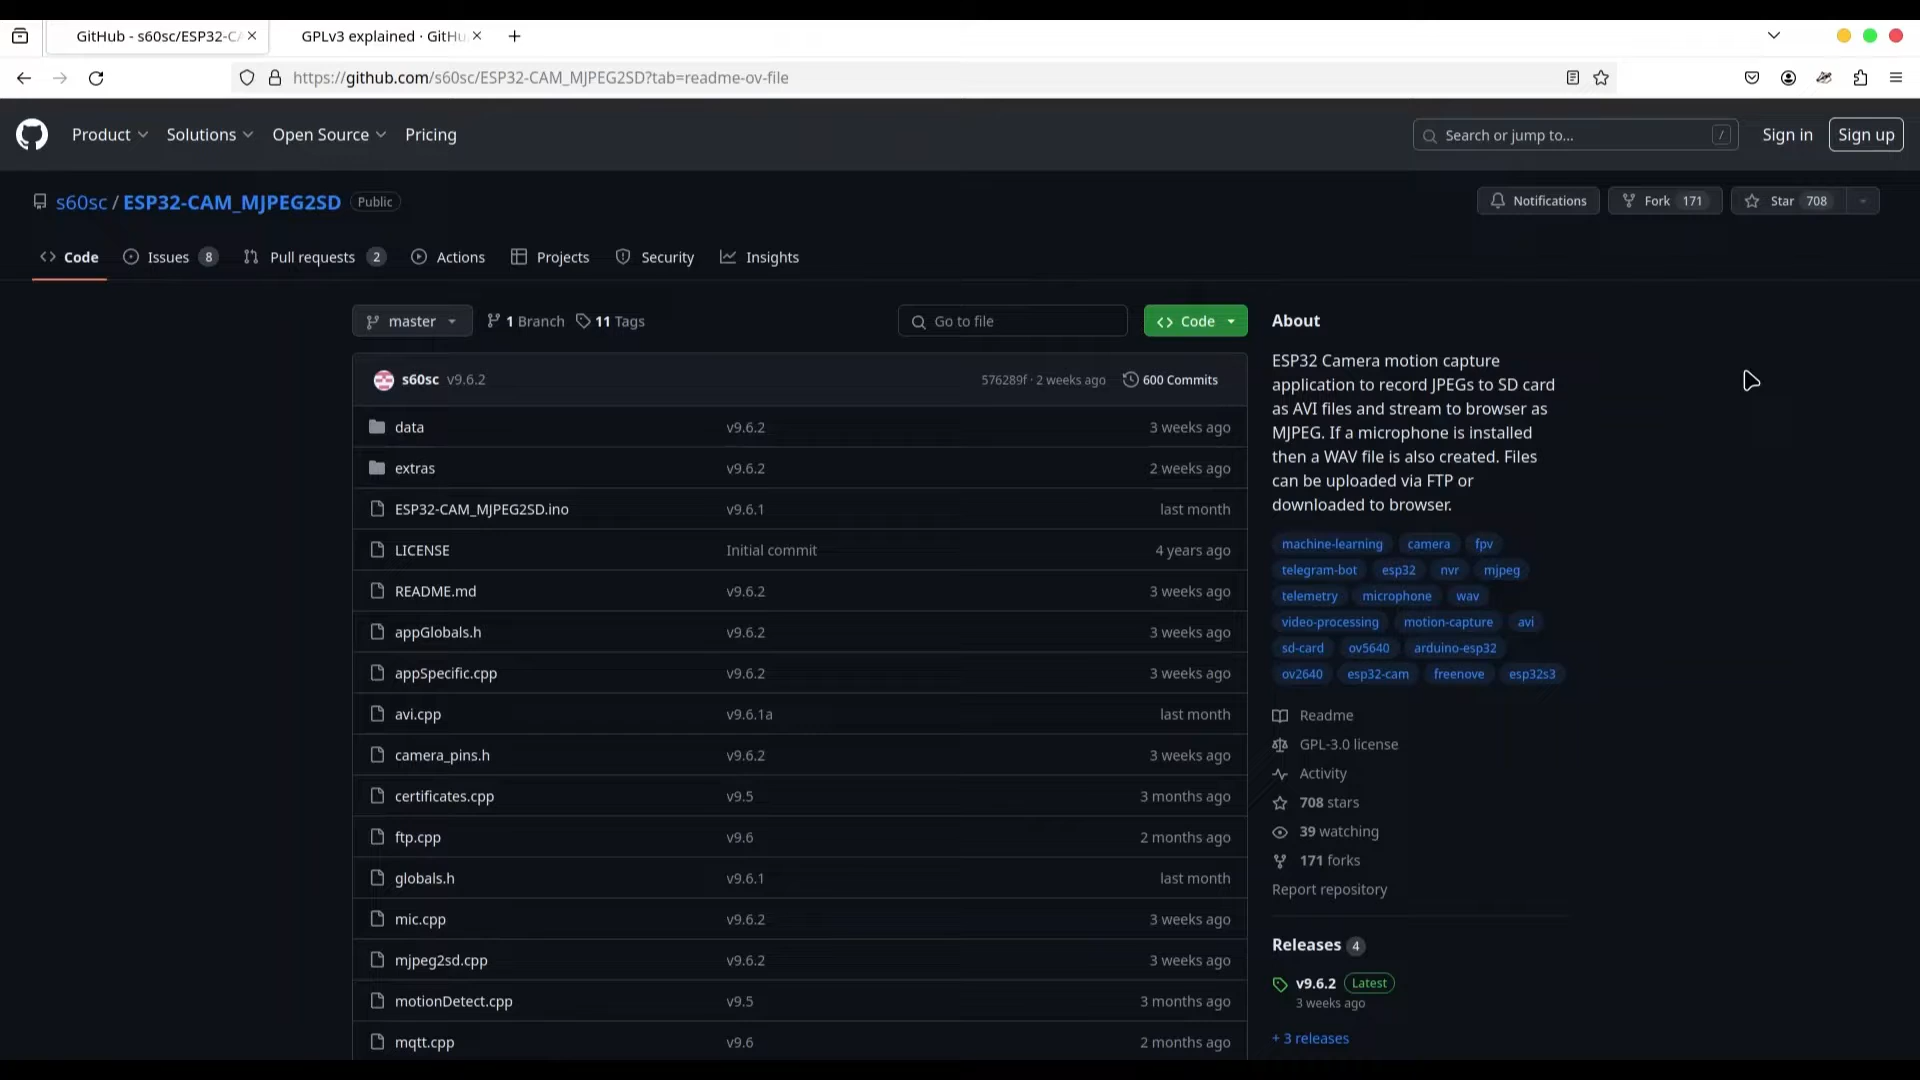 GitHub - s60sc/ESP32-C
GPLv3 explained · GitHu
https://github.com/s60sc/ESP32-CAM_MJPEG2SD?tab=readme-ov-file
Product Solutions Open Source Pricing
Search or jump to... /
Sign in Sign up
s60sc / ESP32-CAM_MJPEG2SD Public
Notifications Fork 171 Star 708
Code Issues 8 Pull requests 2 Actions Projects Security Insights
master 1 Branch 11 Tags
Go to file
Code
s60sc v9.6.2 576289f · 2 weeks ago 600 Commits
data v9.6.2 3 weeks ago
extras v9.6.2 2 weeks ago
ESP32-CAM_MJPEG2SD.ino v9.6.1 last month
LICENSE Initial commit 4 years ago
README.md v9.6.2 3 weeks ago
appGlobals.h v9.6.2 3 weeks ago
appSpecific.cpp v9.6.2 3 weeks ago
avi.cpp v9.6.1a last month
camera_pins.h v9.6.2 3 weeks ago
certificates.cpp v9.5 3 months ago
ftp.cpp v9.6 2 months ago
globals.h v9.6.1 last month
mic.cpp v9.6.2 3 weeks ago
mjpeg2sd.cpp v9.6.2 3 weeks ago
motionDetect.cpp v9.5 3 months ago
mqtt.cpp v9.6 2 months ago
About
ESP32 Camera motion capture
application to record JPEGs to SD card
as AVI files and stream to browser as
MJPEG. If a microphone is installed
then a WAV file is also created. Files
can be uploaded via FTP or
downloaded to browser.
machine-learning camera fpv
telegram-bot esp32 nvr mjpeg
telemetry microphone wav
video-processing motion-capture avi
sd-card ov5640 arduino-esp32
ov2640 esp32-cam freenove esp32s3
Readme
GPL-3.0 license
Activity
708 stars
39 watching
171 forks
Report repository
Releases 4
v9.6.2 Latest
3 weeks ago
+ 3 releases